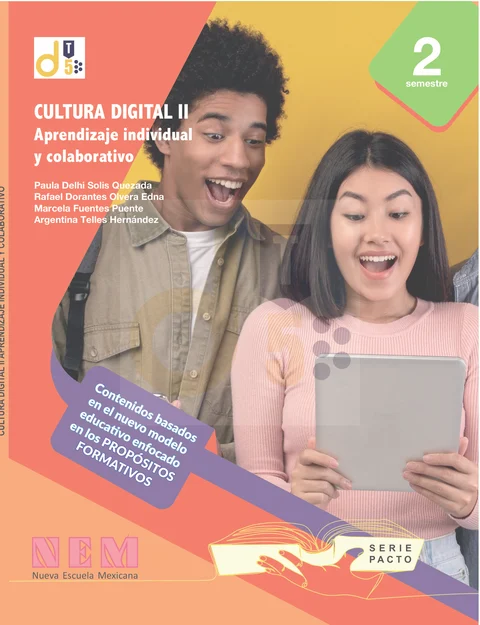 d
T
5
2
semestre
CULTURA DIGITAL II
Aprendizaje individual
y colaborativo
Paula Delhi Solis Quezada
Rafael Dorantes Olvera Edna
Marcela Fuentes Puente
Argentina Telles Hernández
CULTURA DIGITAL II APRENDIZAJE INDIVIDUAL Y COLABORATIVO
Contenidos basados
en el nuevo modelo
educativo enfocado
en los PROPÓSITOS
FORMATIVOS
NEM
Nueva Escuela Mexicana
SERIE
PACTO